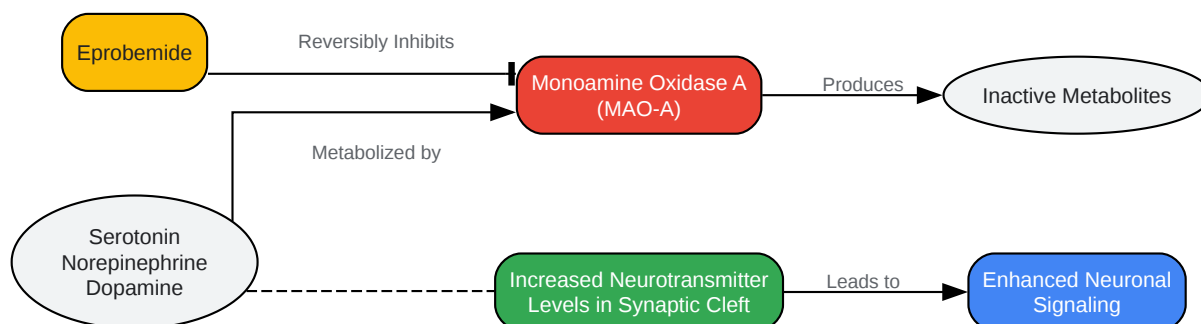 Eprobemide
Reversibly Inhibits
Monoamine Oxidase A
(MAO-A)
Produces
Inactive Metabolites
Metabolized by
Serotonin
Norepinephrine
Dopamine
Increased Neurotransmitter
Levels in Synaptic Cleft
Leads to
Enhanced Neuronal
Signaling